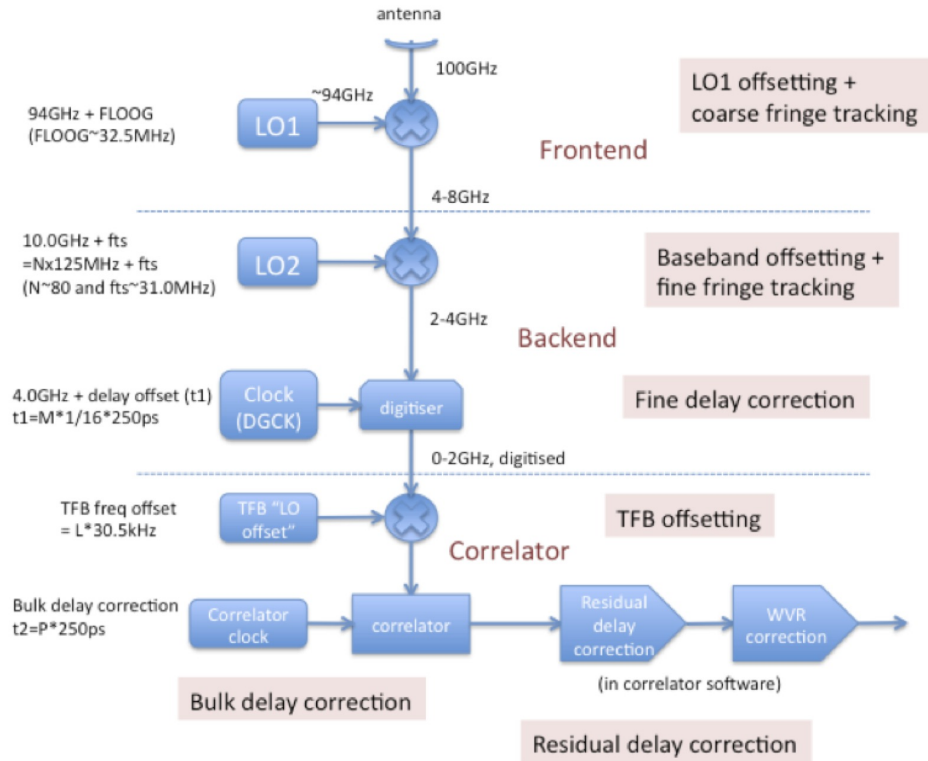 antenna
100GHz
~94GHz
94GHz + FLOOG
(FLOOG~32.5MHz)
LO1
LO1 offsetting +
coarse fringe tracking
Frontend
4-8GHz
10.0GHz + fts
=Nx125MHz + fts
(N~80 and fts~31.0MHz)
LO2
Baseband offsetting +
fine fringe tracking
2-4GHz
Backend
4.0GHz + delay offset (t1)
t1=M*1/16*250ps
Clock
(DGCK)
digitiser
Fine delay correction
0-2GHz, digitised
TFB freq offset
= L*30.5kHz
TFB "LO
offset"
TFB offsetting
Correlator
Bulk delay correction
t2=P*250ps
Correlator
clock
correlator
Residual
delay
correction
WVR
correction
(in correlator software)
Bulk delay correction
Residual delay correction